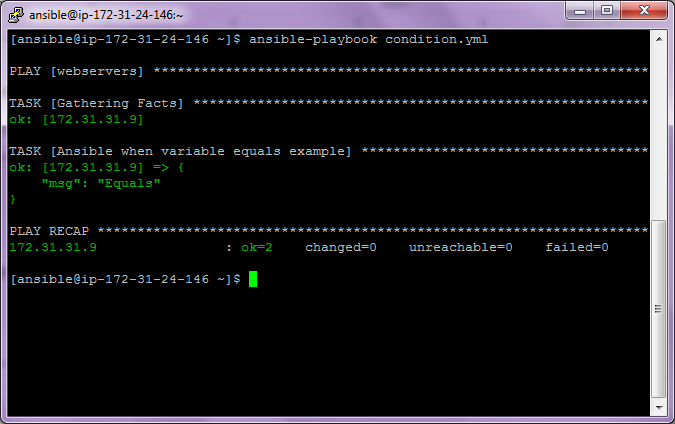 ansible@ip-172-31-24-146:~
[ansible@ip-172-31-24-146 ~]$ ansible-playbook condition.yml
PLAY [webservers] **************************************************************
TASK [Gathering Facts] *********************************************************
ok: [172.31.31.9]
TASK [Ansible when variable equals example] ************************************
ok: [172.31.31.9] => {
    "msg": "Equals"
}
PLAY RECAP *********************************************************************
172.31.31.9                : ok=2    changed=0    unreachable=0    failed=0
[ansible@ip-172-31-24-146 ~]$